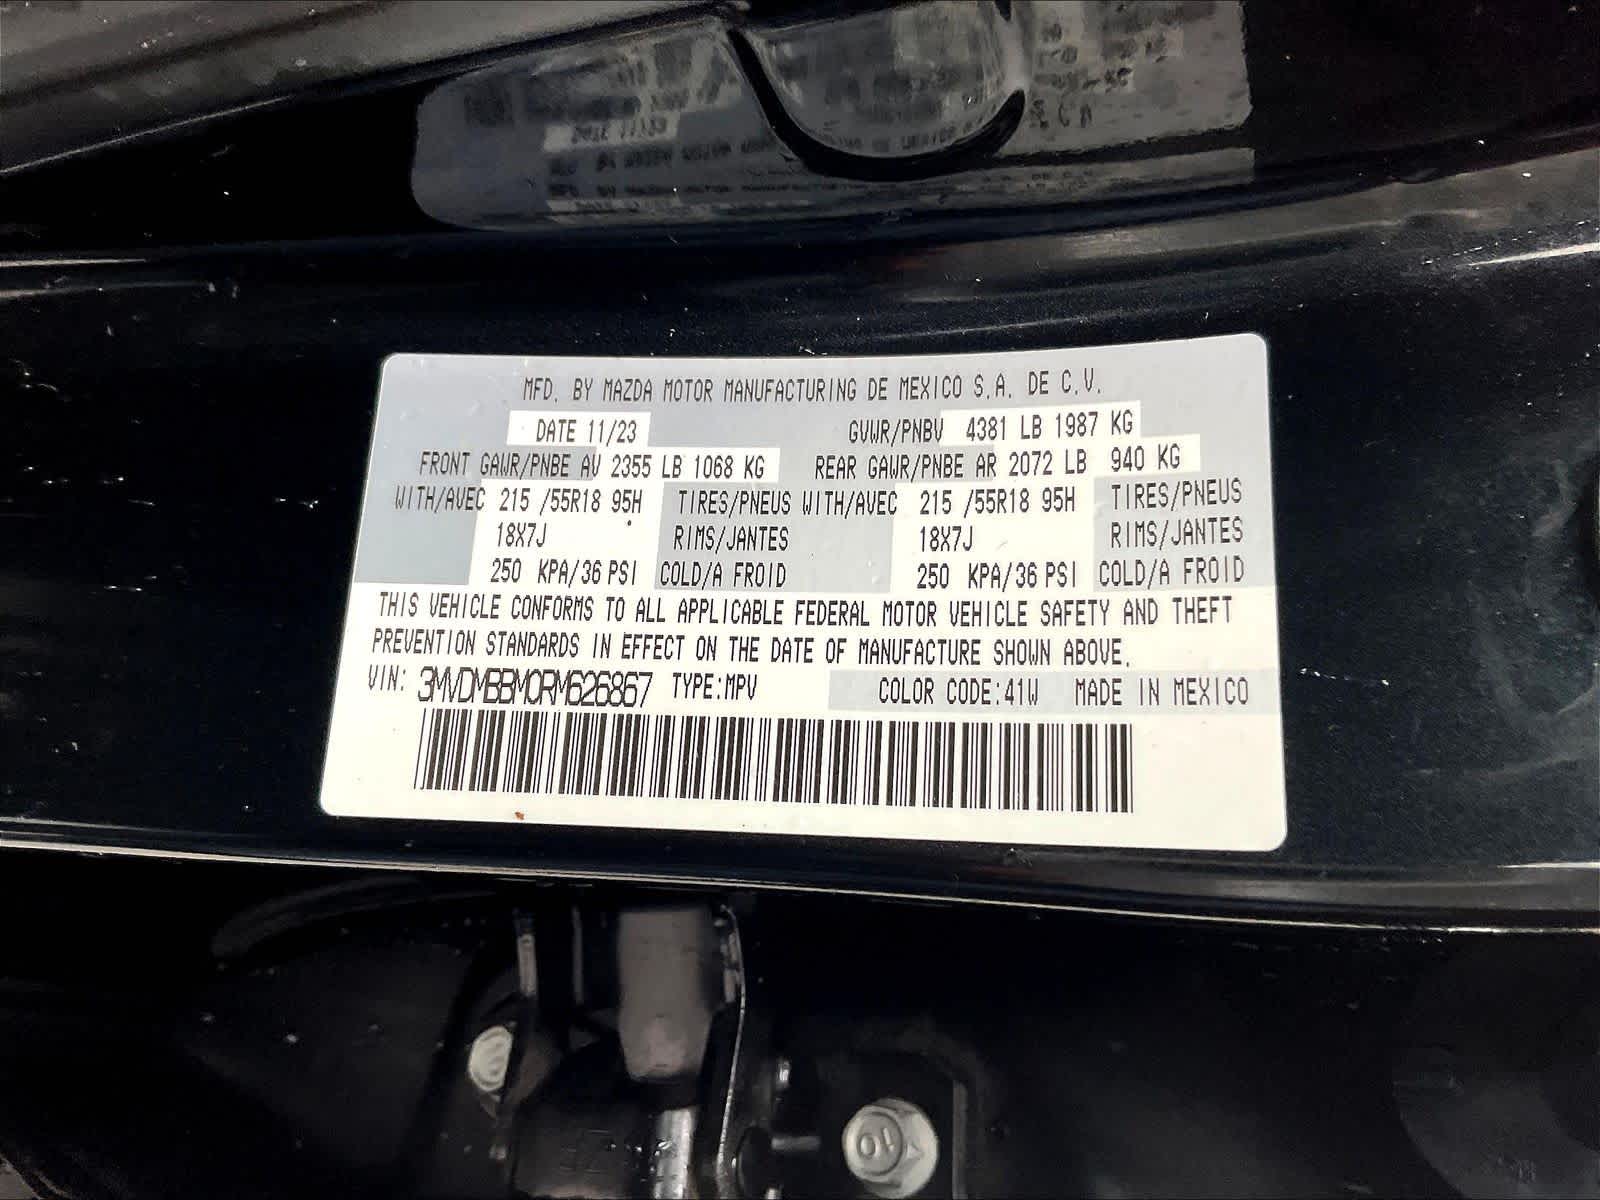 MFD. BY MAZDA MOTOR MANUFACTURING DE MEXICO S.A. DE C.V.
DATE 11/23 GVWR/PNBV 4381 LB 1987 KG
FRONT GAWR/PNBE AV 2355 LB 1068 KG REAR GAWR/PNBE AR 2072 LB 940 KG
WITH/AVEC 215 /55R18 95H TIRES/PNEUS WITH/AVEC 215 /55R18 95H TIRES/PNEUS
18X7J RIMS/JANTES 18X7J RIMS/JANTES
250 KPA/36 PSI COLD/A FROID 250 KPA/36 PSI COLD/A FROID
THIS VEHICLE CONFORMS TO ALL APPLICABLE FEDERAL MOTOR VEHICLE SAFETY AND THEFT
PREVENTION STANDARDS IN EFFECT ON THE DATE OF MANUFACTURE SHOWN ABOVE.
VIN: 3MVDMBBM0RM626867 TYPE:MPV COLOR CODE:41W MADE IN MEXICO
10